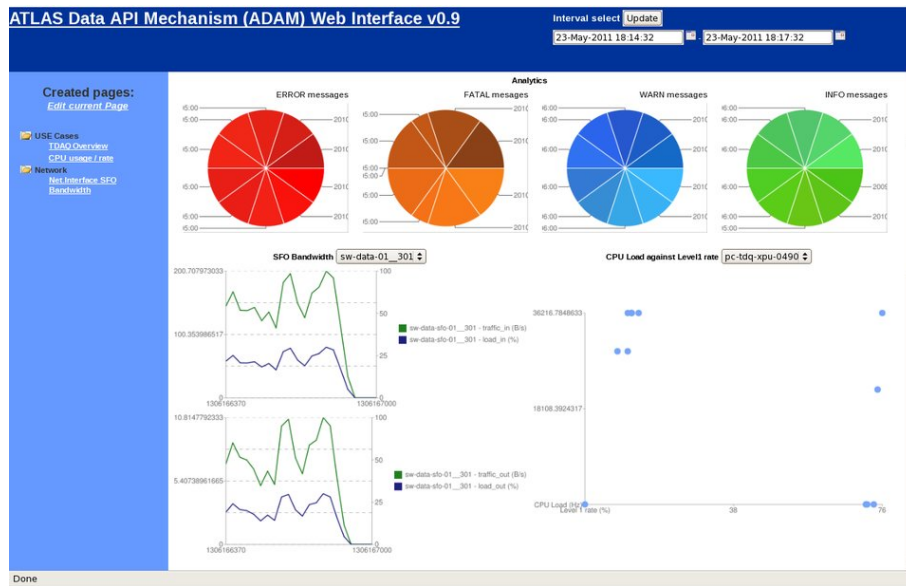 ATLAS Data API Mechanism (ADAM) Web Interface v0.9
Interval select Update
23-May-2011 18:14:32 - 23-May-2011 18:17:32
Created pages:
Edit current Page
USE Cases
TDAQ Overview
CPU usage / rate
Network
Net.Interface SFO
Bandwidth
Analytics
ERROR messages
FATAL messages
WARN messages
INFO messages
SFO Bandwidth sw-data-01__301
200.707973033
100.353986517
0
100
50
25
0
1306166370
1306167000
sw-data-sfo-01__301 - traffic_in (B/s)
sw-data-sfo-01__301 - load_in (%)
10.8147792333
5.40738961665
0
100
50
25
0
1306166370
1306167000
sw-data-sfo-01__301 - traffic_out (B/s)
sw-data-sfo-01__301 - load_out (%)
CPU Load against Level1 rate pc-tdq-xpu-0490
36216.7848633
18108.3924317
CPU Load (Hz)
Level 1 rate (%)
38
76
Done